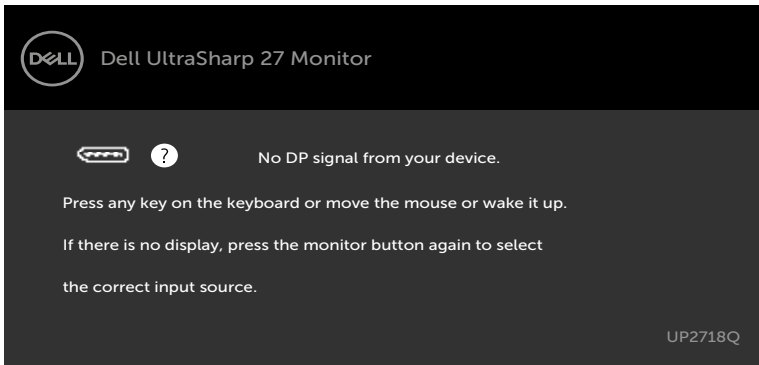 DELL
Dell UltraSharp 27 Monitor
?
No DP signal from your device.
Press any key on the keyboard or move the mouse or wake it up.
If there is no display, press the monitor button again to select
the correct input source.
UP2718Q